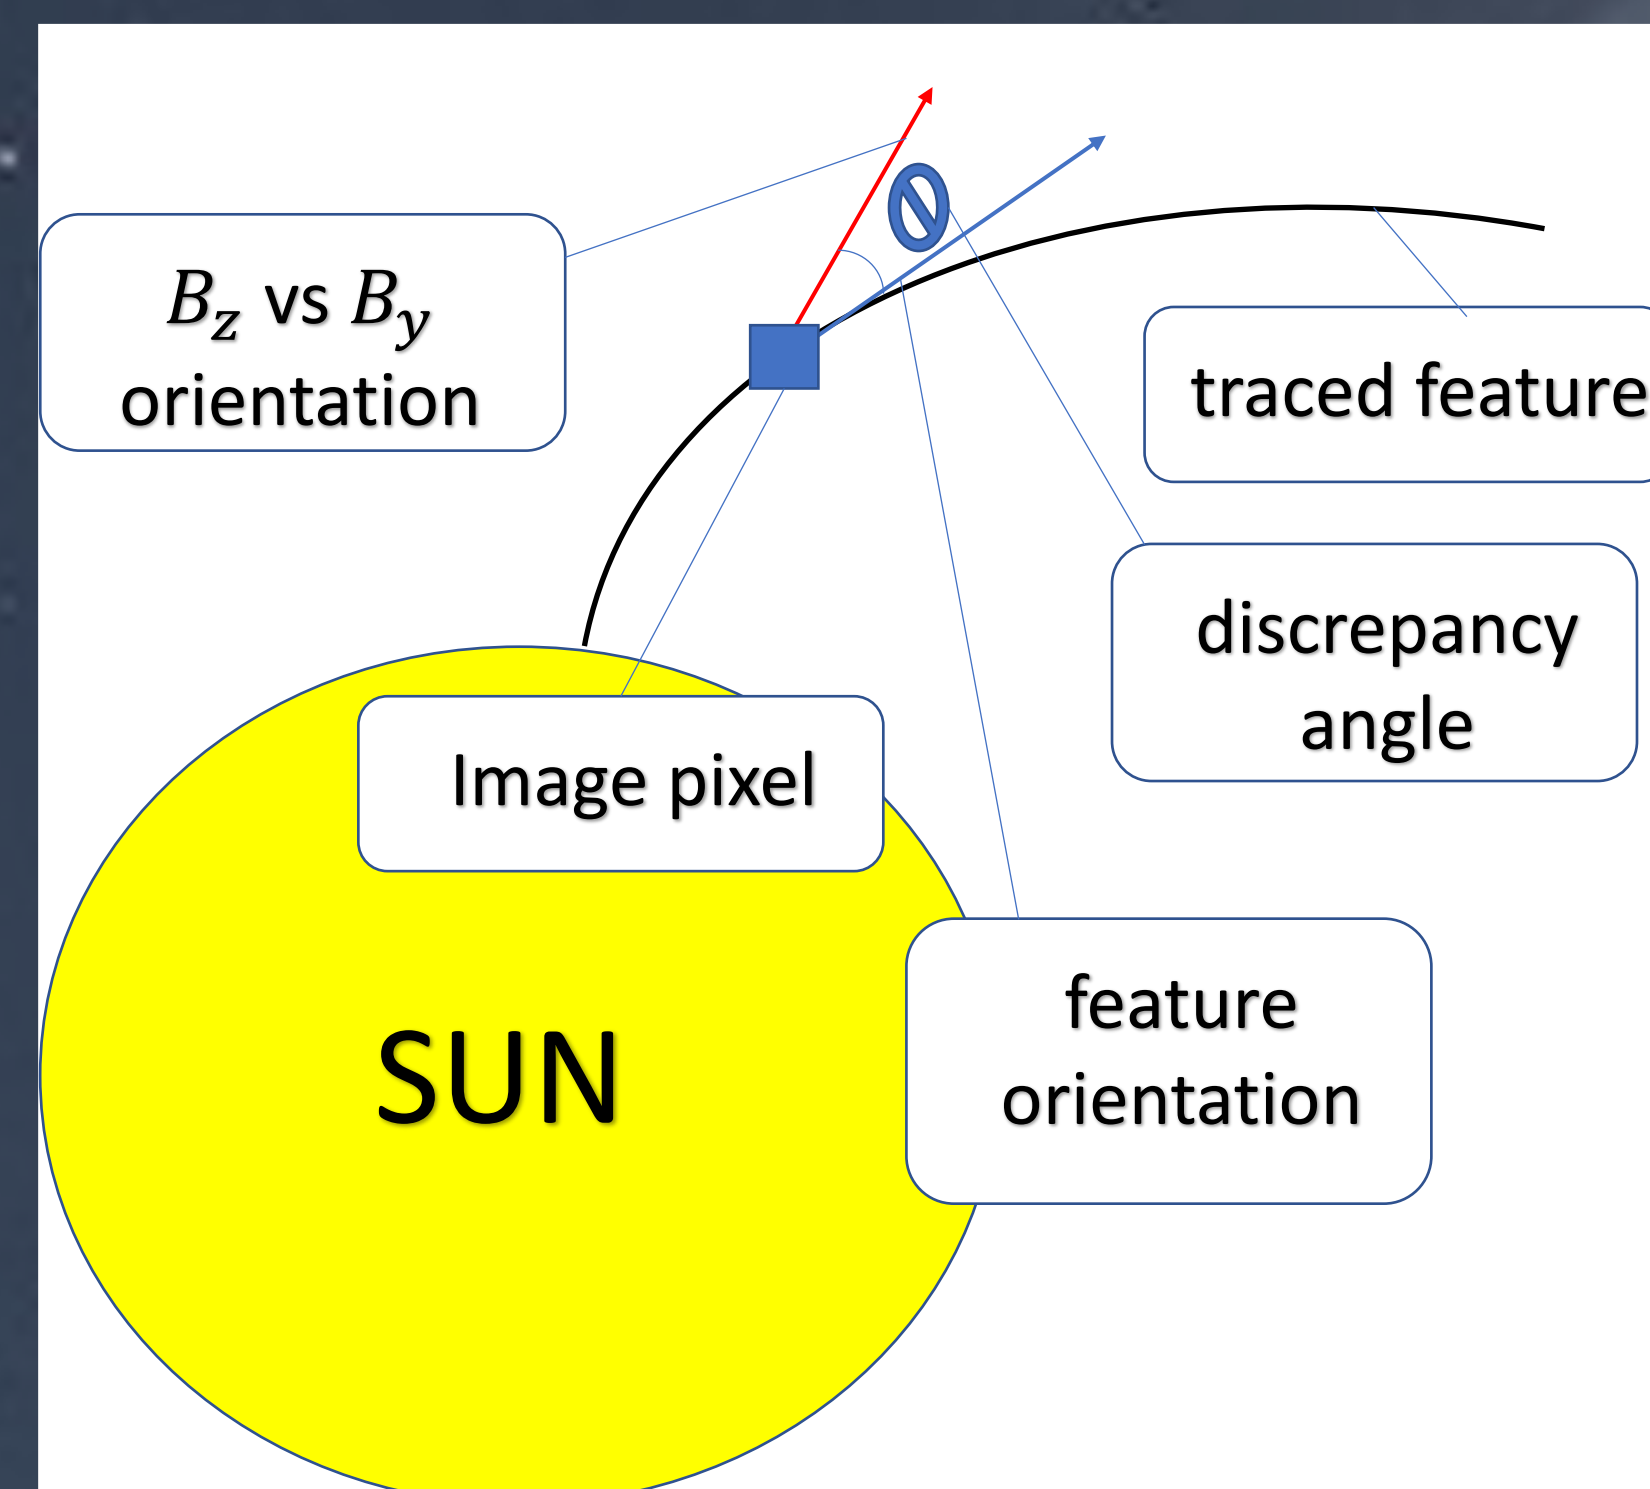 B_z vs B_y
orientation
traced feature
discrepancy
angle
Image pixel
feature
orientation
SUN